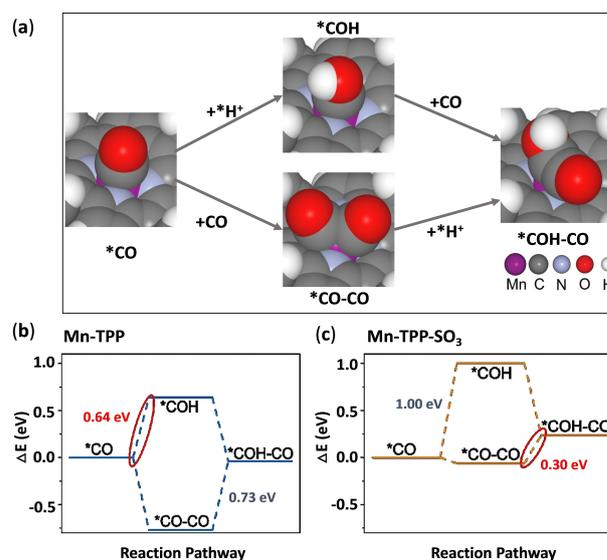 (a)
*COH
+*H⁺
+CO
*CO
+CO
+*H⁺
*COH-CO
*CO-CO
Mn C N O H
(b) Mn-TPP
ΔE (eV)
1.0
0.5
0.0
-0.5
0.64 eV
*COH
*CO
*COH-CO
0.73 eV
*CO-CO
Reaction Pathway
(c) Mn-TPP-SO₃
ΔE (eV)
1.0
0.5
0.0
-0.5
*COH
1.00 eV
*COH-CO
*CO
*CO-CO
0.30 eV
Reaction Pathway